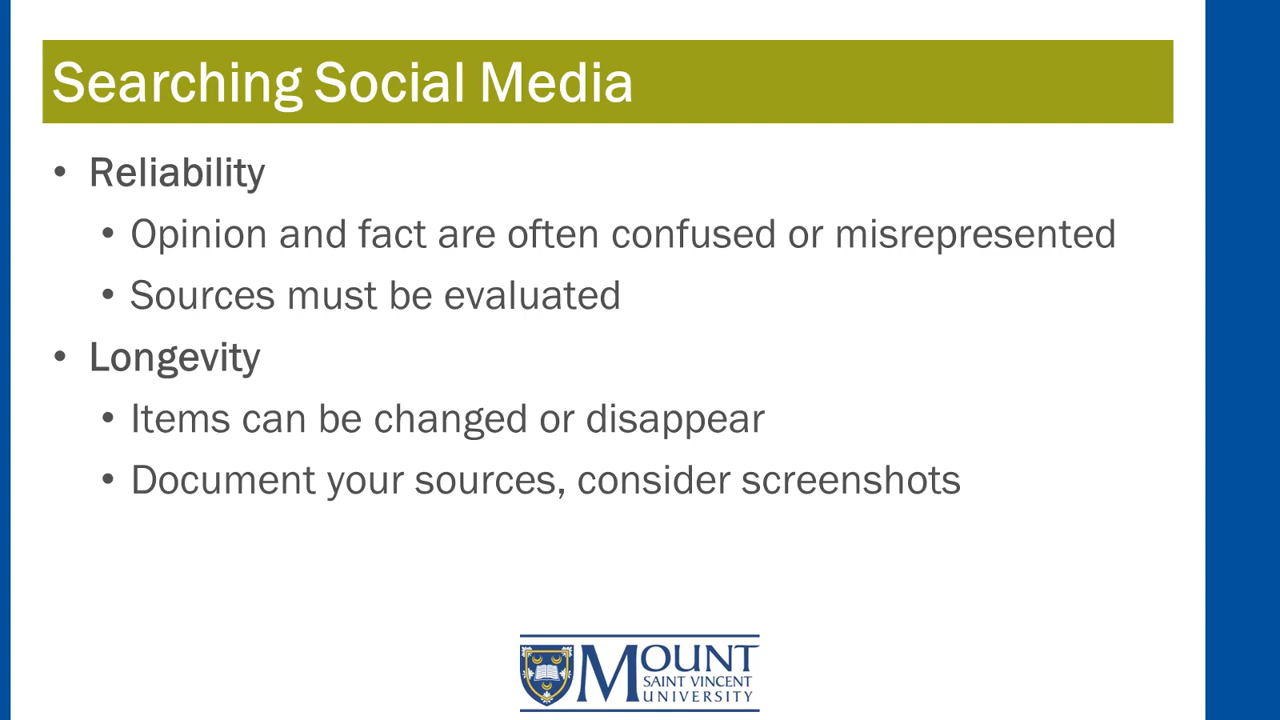 Searching Social Media
• Reliability
• Opinion and fact are often confused or misrepresented
• Sources must be evaluated
• Longevity
• Items can be changed or disappear
• Document your sources, consider screenshots
MOUNT
SAINT VINCENT
UNIVERSITY